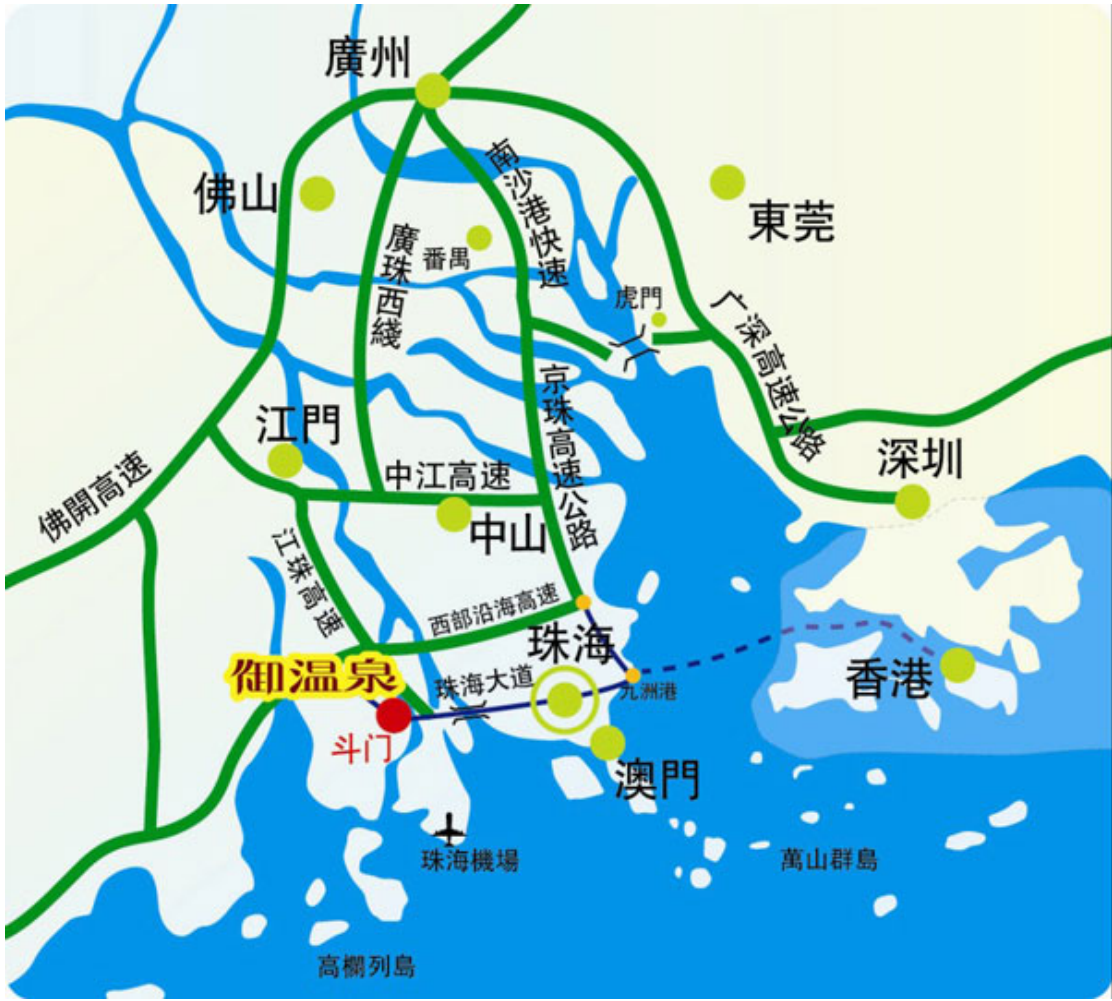 廣州
佛山
東莞
南沙港快速
番禺
廣珠西綫
虎門
广深高速公路
京珠高速公路
江門
中江高速
深圳
佛開高速
中山
江珠高速
西部沿海高速
珠海
御温泉
珠海大道
九洲港
香港
斗门
澳門
珠海機場
萬山群島
高欄列島